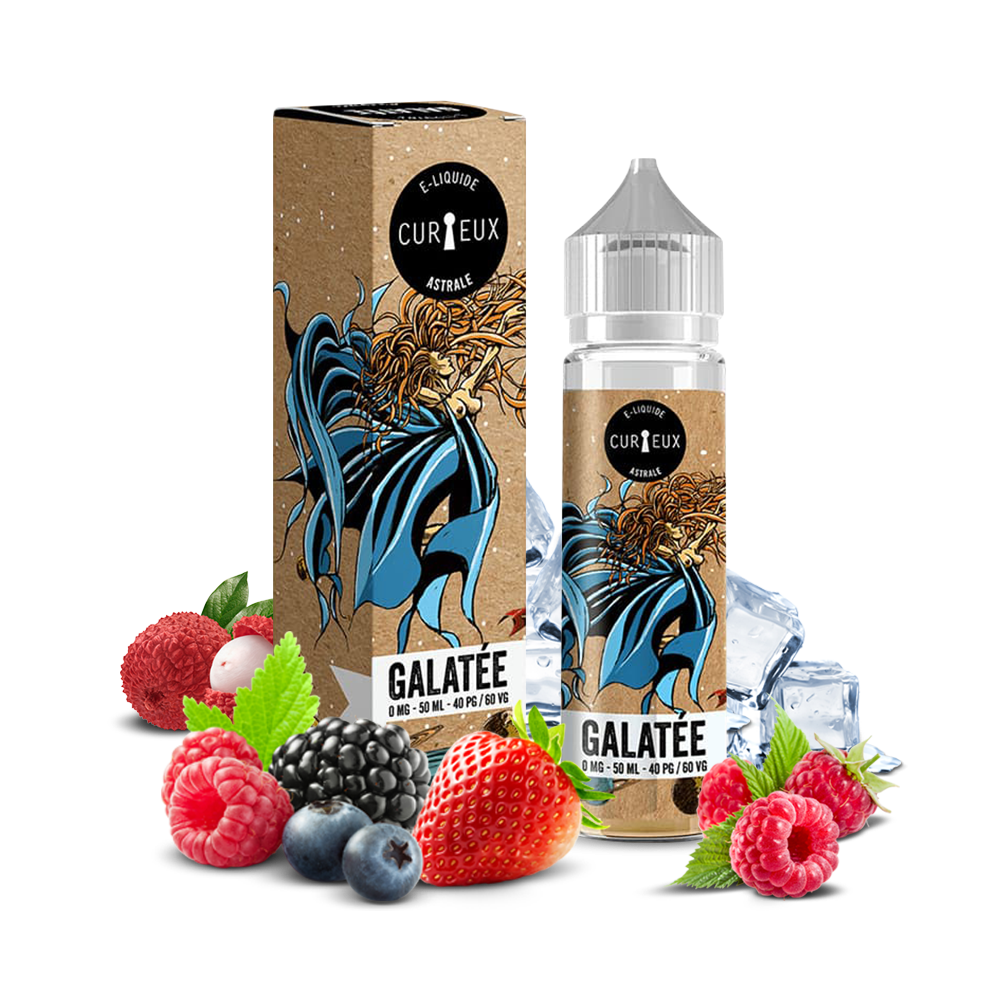 E-LIQUIDE
CURIEUX
ASTRALE
GALATÉE
0 MG - 50 ML - 40 PG / 60 VG
E-LIQUIDE
CURIEUX
ASTRALE
GALATÉE
0 MG - 50 ML - 40 PG / 60 VG